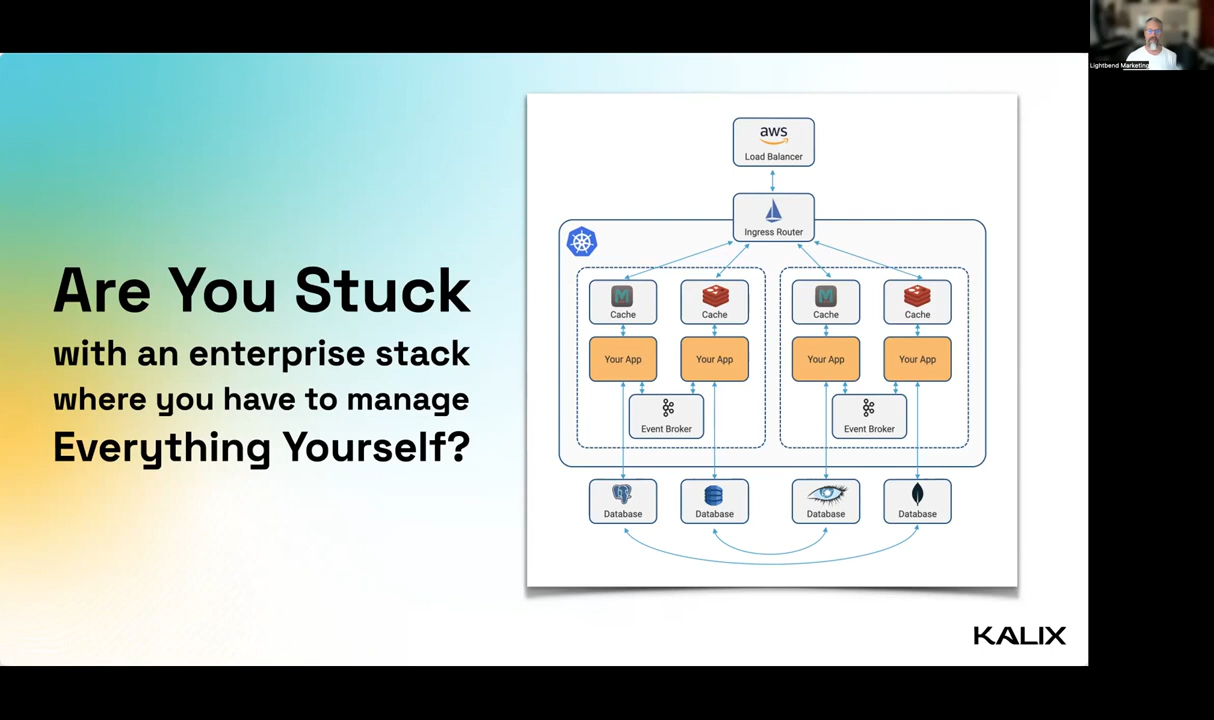 Lightbend Marketing
Are You Stuck
with an enterprise stack
where you have to manage
Everything Yourself?
aws
Load Balancer
Ingress Router
M
Cache
Cache
M
Cache
Cache
Your App
Your App
Your App
Your App
Event Broker
Event Broker
Database
Database
Database
Database
KALIX